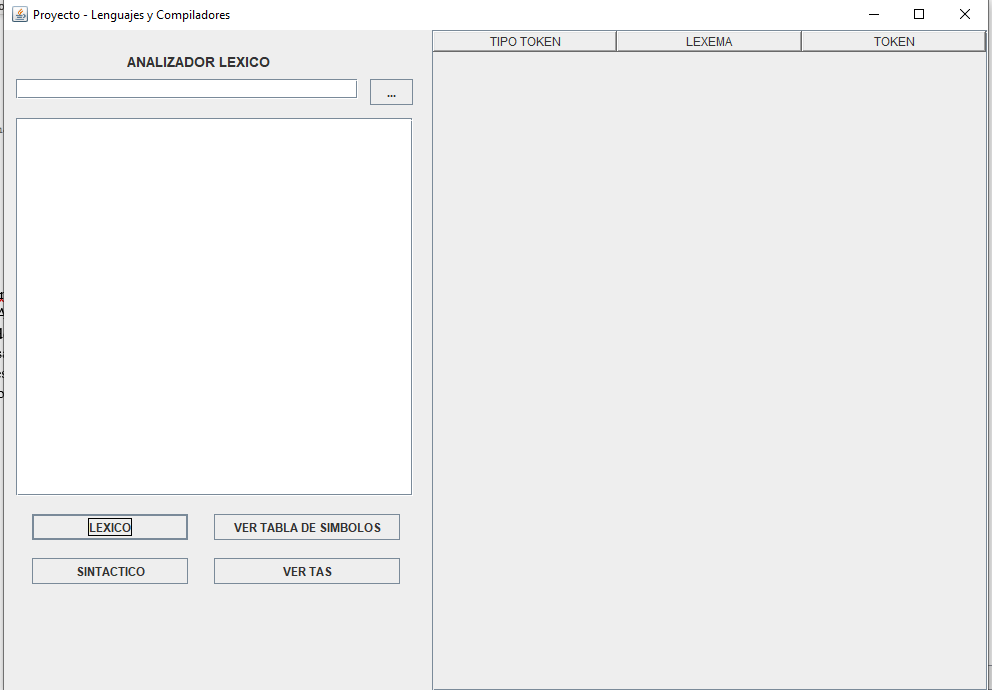 Proyecto - Lenguajes y Compiladores
ANALIZADOR LEXICO
...
TIPO TOKEN LEXEMA TOKEN
LEXICO VER TABLA DE SIMBOLOS
SINTACTICO VER TAS